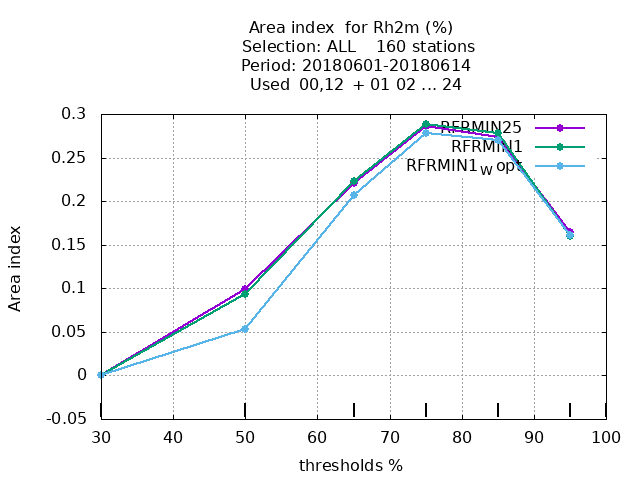 Area index  for Rh2m (%)
Selection: ALL    160 stations
Period: 20180601-20180614
Used  00,12  + 01 02 ... 24
0.3
0.25
0.2
0.15
0.1
0.05
0
-0.05
Area index
RFRMIN25
RFRMIN1
RFRMIN1w opt
30 40 50 60 70 80 90 100
thresholds %